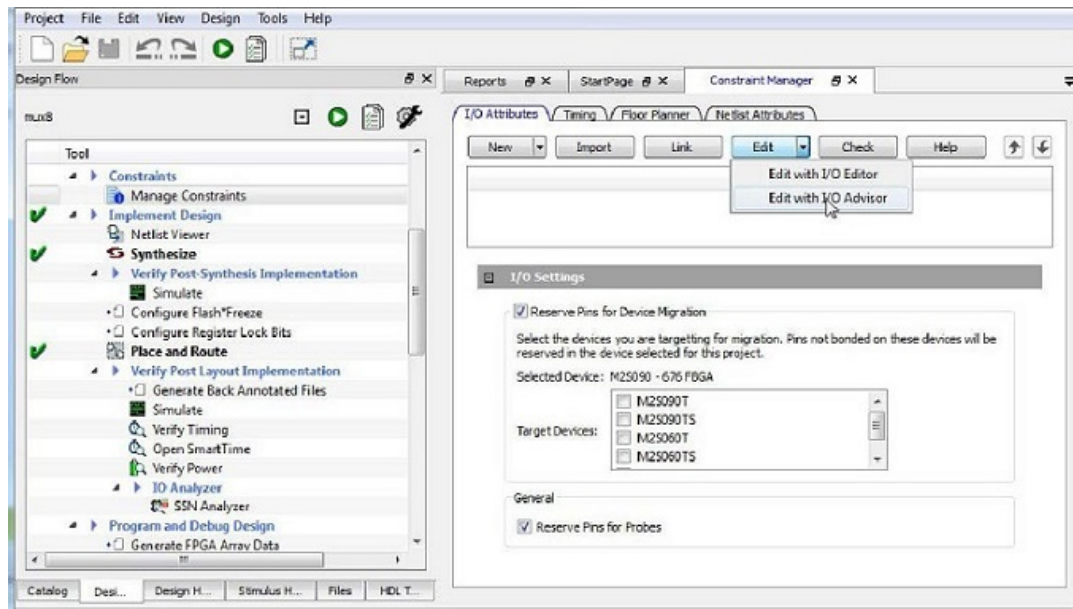 Project File Edit View Design Tools Help
Design Flow
Reports StartPage Constraint Manager
mux8
I/O Attributes Timing Floor Planner Netlist Attributes
New Import Link Edit Check Help
Edit with I/O Editor
Edit with I/O Advisor
Tool
Constraints
Manage Constraints
Implement Design
Netlist Viewer
Synthesize
Verify Post-Synthesis Implementation
Simulate
Configure Flash*Freeze
Configure Register Lock Bits
Place and Route
Verify Post Layout Implementation
Generate Back Annotated Files
Simulate
Verify Timing
Open SmartTime
Verify Power
IO Analyzer
SSN Analyzer
Program and Debug Design
Generate FPGA Array Data
I/O Settings
Reserve Pins for Device Migration
Select the devices you are targetting for migration. Pins not bonded on these devices will be
reserved in the device selected for this project.
Selected Device: M2S090 - 676 FBGA
Target Devices:
M2S090T
M2S090TS
M2S060T
M2S060TS
General
Reserve Pins for Probes
Catalog Desi... Design H... Stimulus H... Files HDL T...